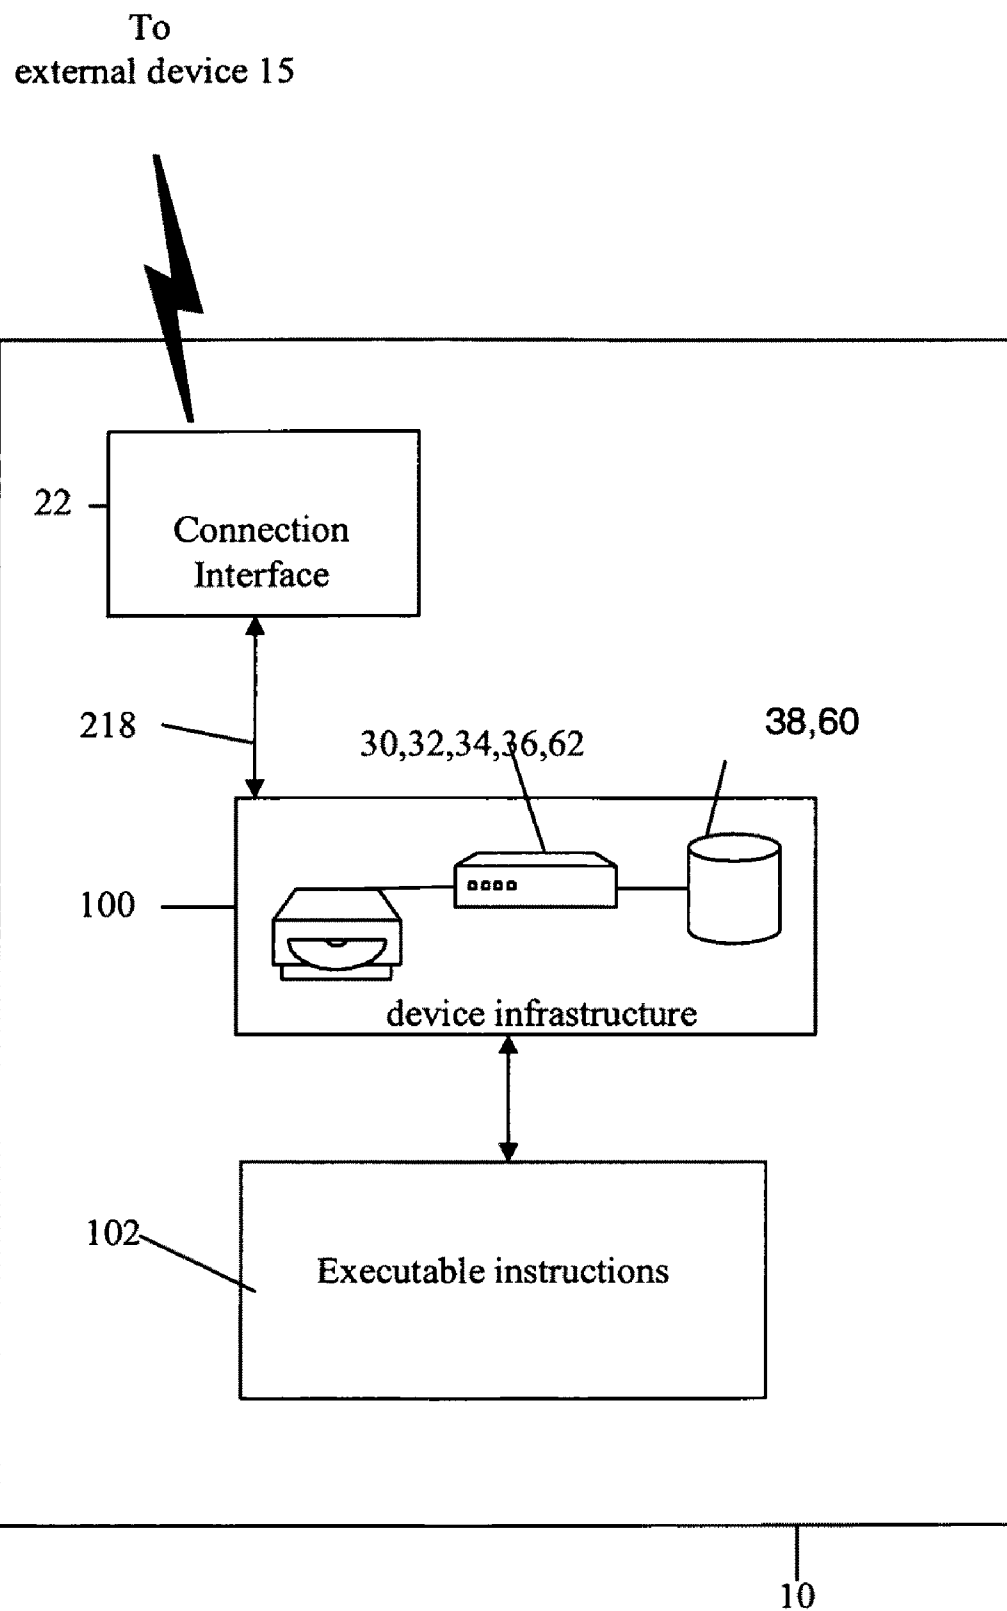 To
external device 15
22
Connection
Interface
218
30,32,34,36,62
38,60
100
device infrastructure
102
Executable instructions
10